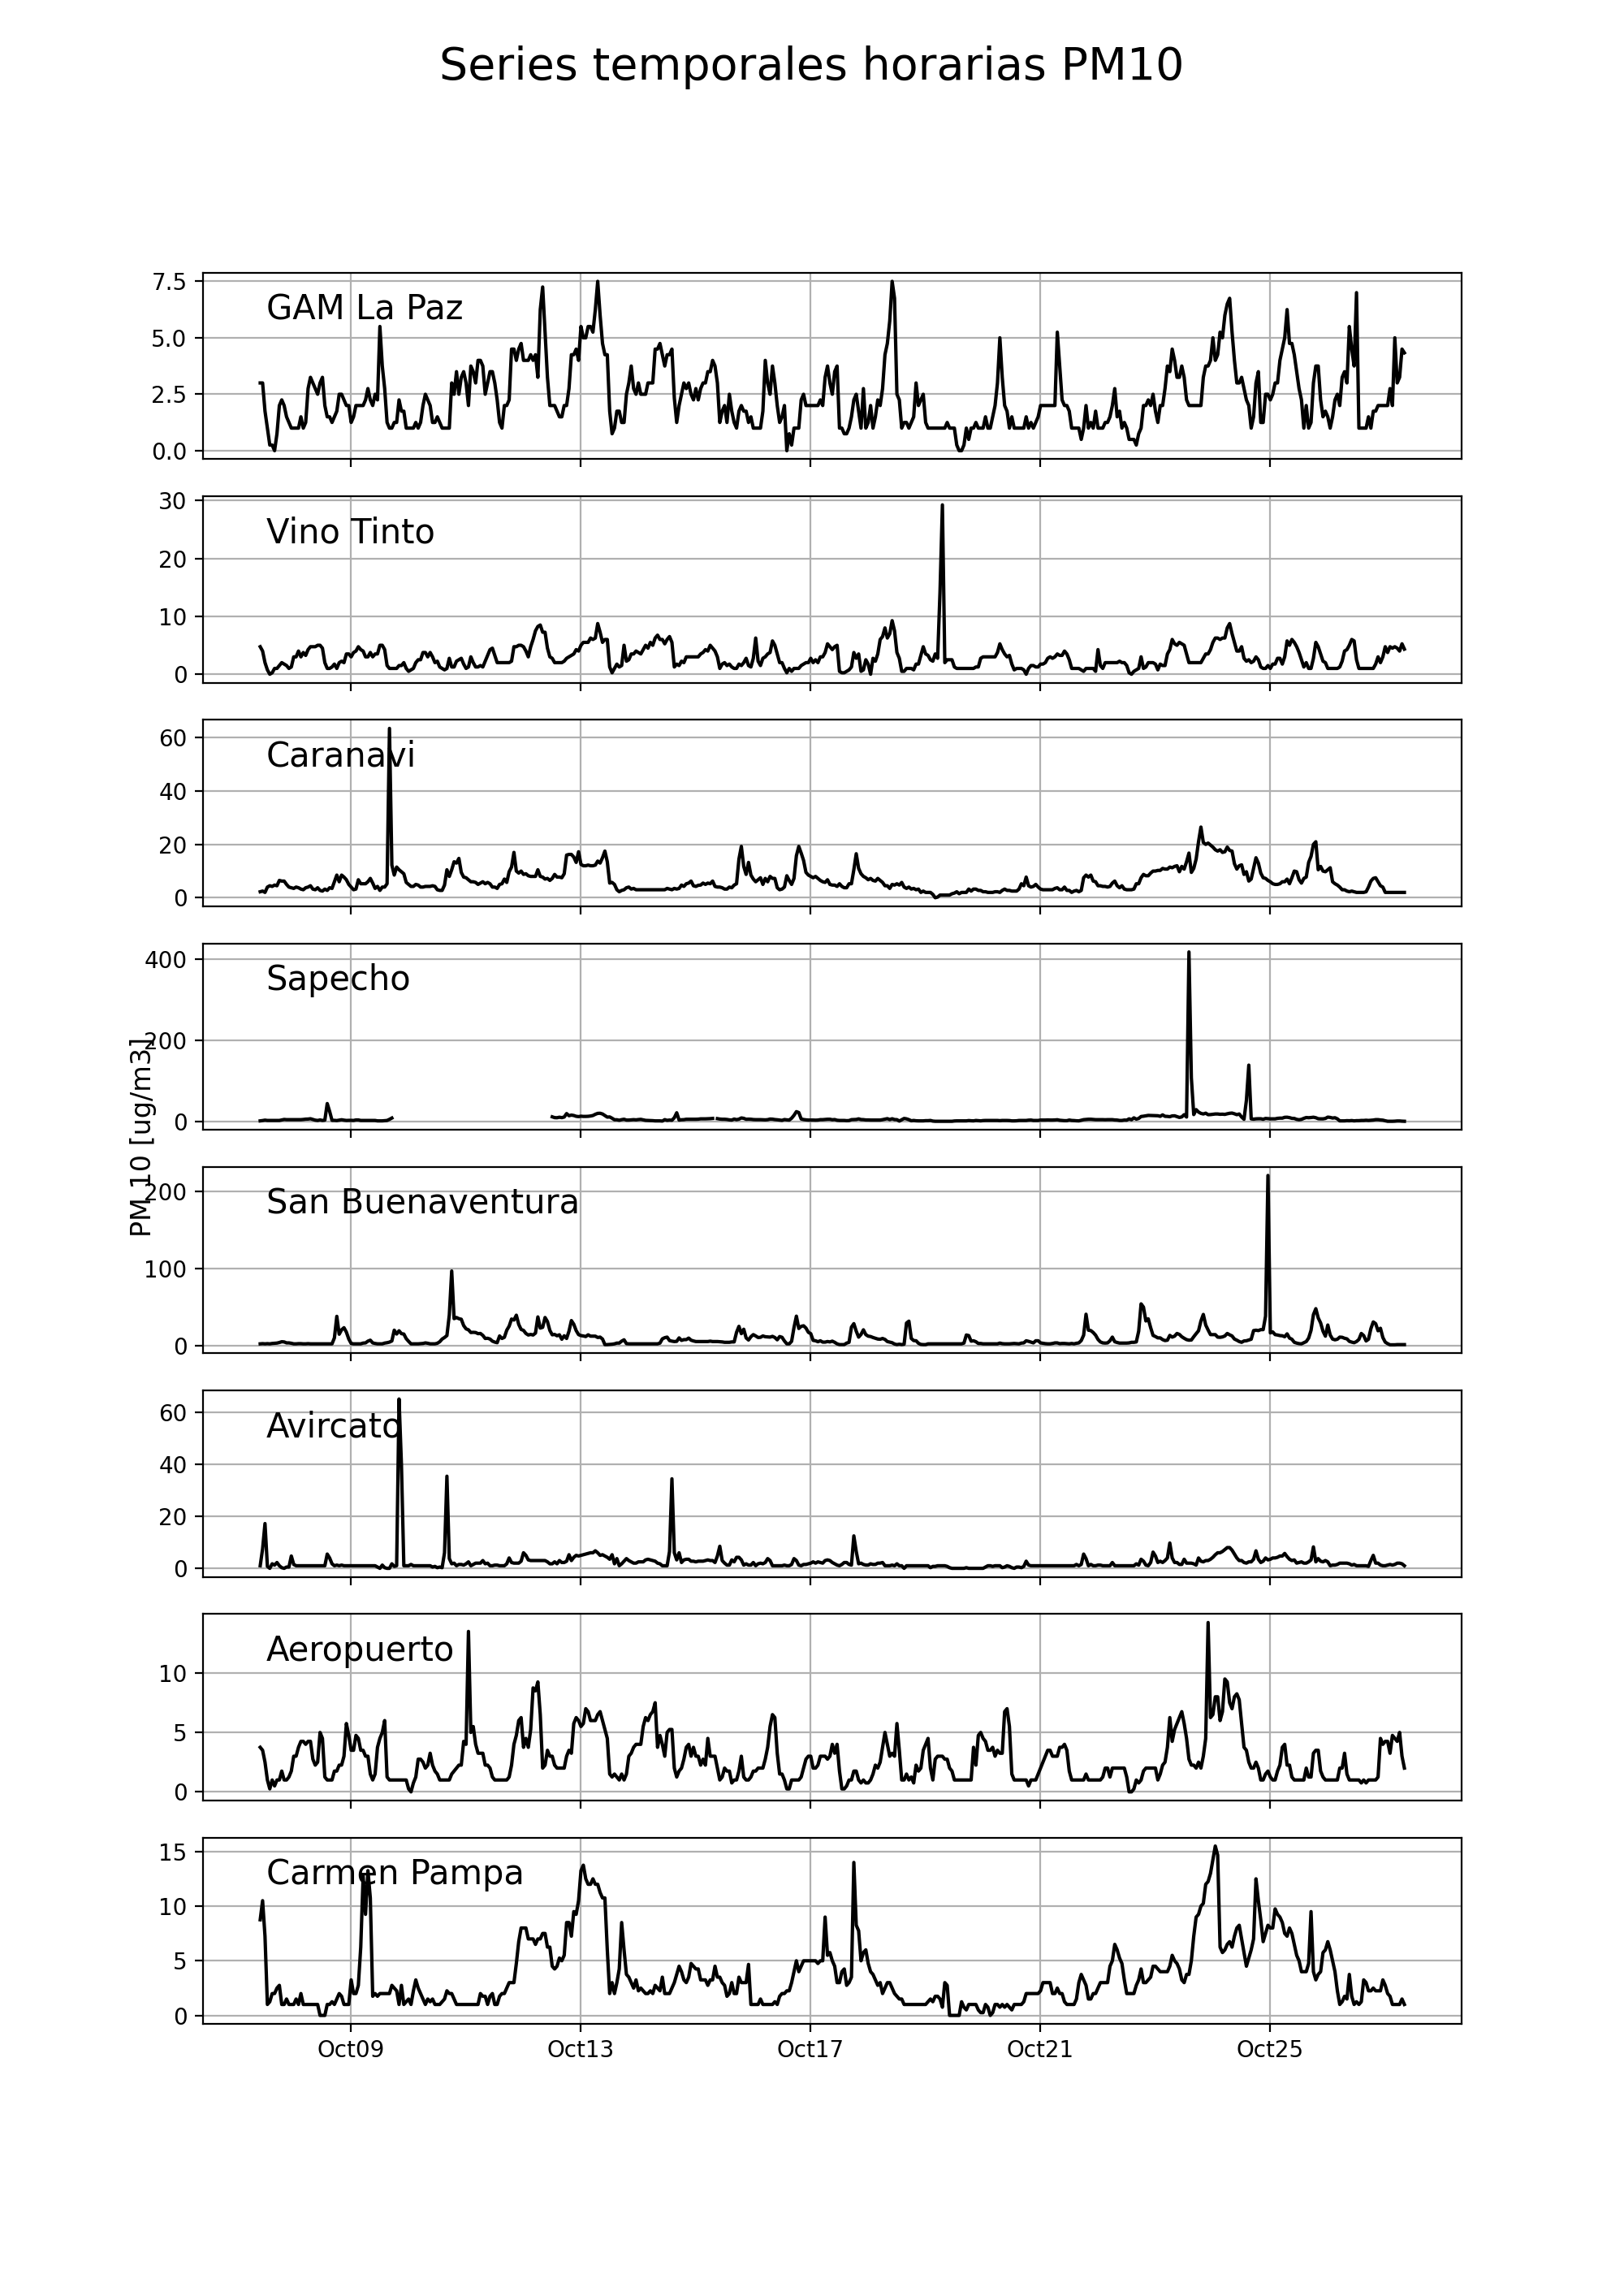 Series temporales horarias PM10
7.5
5.0
2.5
0.0
GAM La Paz
30
20
10
0
Vino Tinto
60
40
20
0
Caranavi
400
200
0
Sapecho
PM 10 [ug/m3]
200
100
0
San Buenaventura
60
40
20
0
Avircato
10
5
0
Aeropuerto
15
10
5
0
Carmen Pampa
Oct09 Oct13 Oct17 Oct21 Oct25